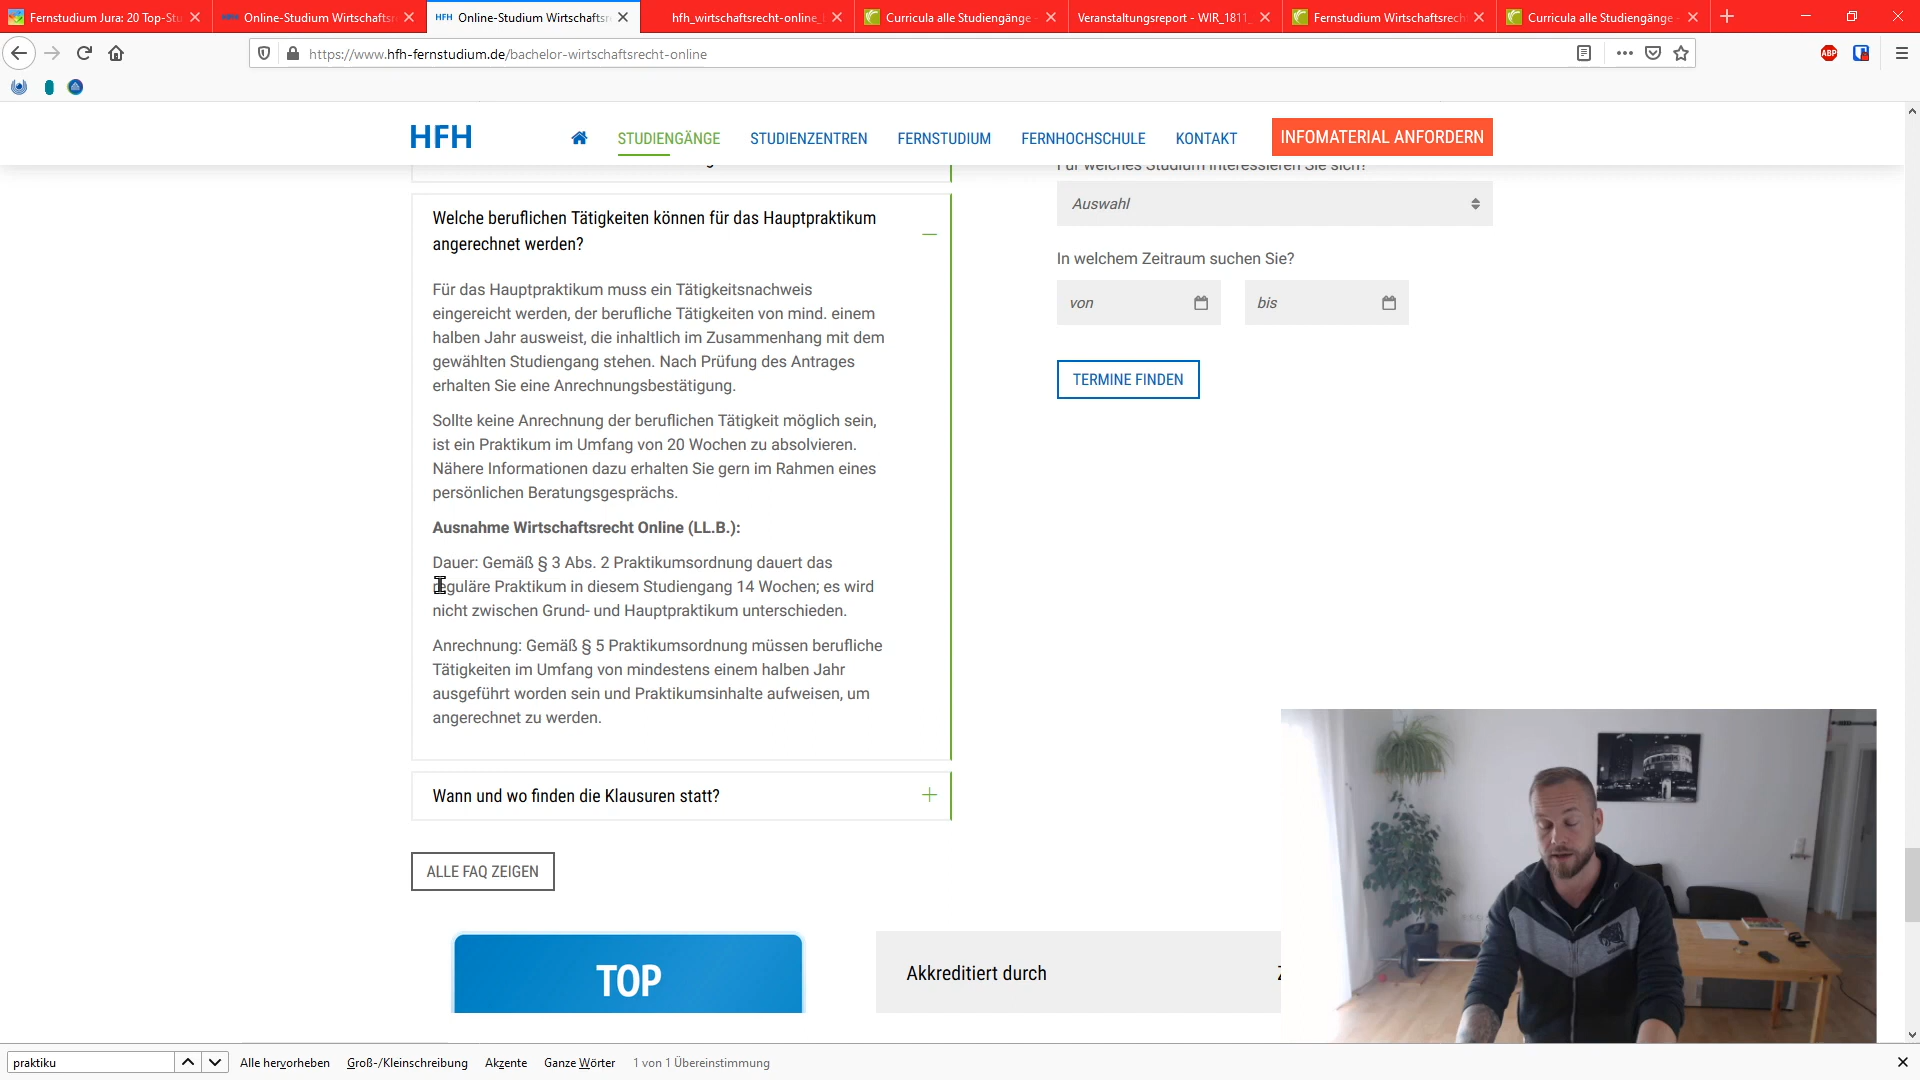 Fernstudium Jura: 20 Top-Stu
Online-Studium Wirtschaftsr
HFH Online-Studium Wirtschaftsr
hfh_wirtschaftsrecht-online_
Curricula alle Studiengänge -
Veranstaltungsreport - WIR_1811_
Fernstudium Wirtschaftsrech
Curricula alle Studiengänge -
https://www.hfh-fernstudium.de/bachelor-wirtschaftsrecht-online
ABP
HFH
STUDIENGÄNGE
STUDIENZENTREN
FERNSTUDIUM
FERNHOCHSCHULE
KONTAKT
INFOMATERIAL ANFORDERN
Für welches Studium interessieren Sie sich?
Auswahl
In welchem Zeitraum suchen Sie?
von
bis
TERMINE FINDEN
Welche beruflichen Tätigkeiten können für das Hauptpraktikum
angerechnet werden?
Für das Hauptpraktikum muss ein Tätigkeitsnachweis
eingereicht werden, der berufliche Tätigkeiten von mind. einem
halben Jahr ausweist, die inhaltlich im Zusammenhang mit dem
gewählten Studiengang stehen. Nach Prüfung des Antrages
erhalten Sie eine Anrechnungsbestätigung.
Sollte keine Anrechnung der beruflichen Tätigkeit möglich sein,
ist ein Praktikum im Umfang von 20 Wochen zu absolvieren.
Nähere Informationen dazu erhalten Sie gern im Rahmen eines
persönlichen Beratungsgesprächs.
Ausnahme Wirtschaftsrecht Online (LL.B.):
Dauer: Gemäß § 3 Abs. 2 Praktikumsordnung dauert das
reguläre Praktikum in diesem Studiengang 14 Wochen; es wird
nicht zwischen Grund- und Hauptpraktikum unterschieden.
Anrechnung: Gemäß § 5 Praktikumsordnung müssen berufliche
Tätigkeiten im Umfang von mindestens einem halben Jahr
ausgeführt worden sein und Praktikumsinhalte aufweisen, um
angerechnet zu werden.
Wann und wo finden die Klausuren statt?
ALLE FAQ ZEIGEN
TOP
Akkreditiert durch
praktiku
Alle hervorheben
Groß-/Kleinschreibung
Akzente
Ganze Wörter
1 von 1 Übereinstimmung